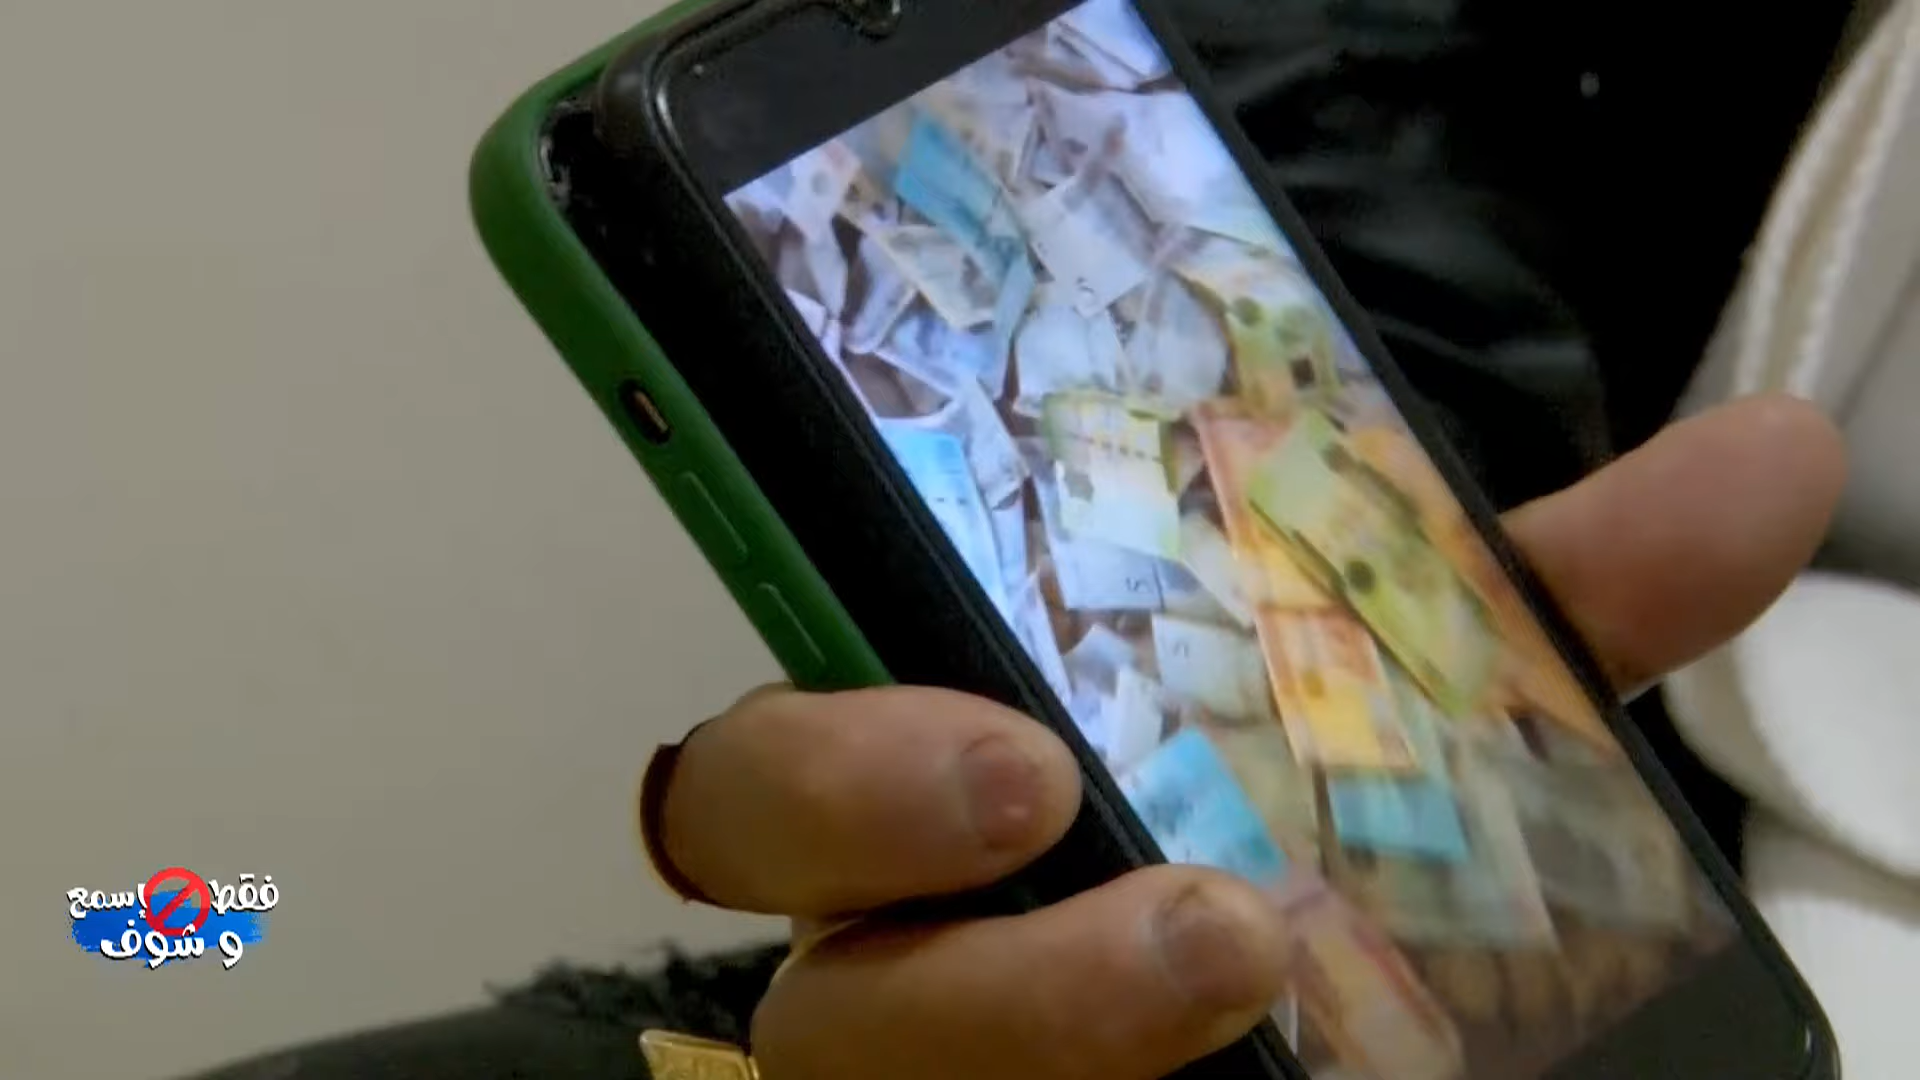 فقط إسمع
و شوف